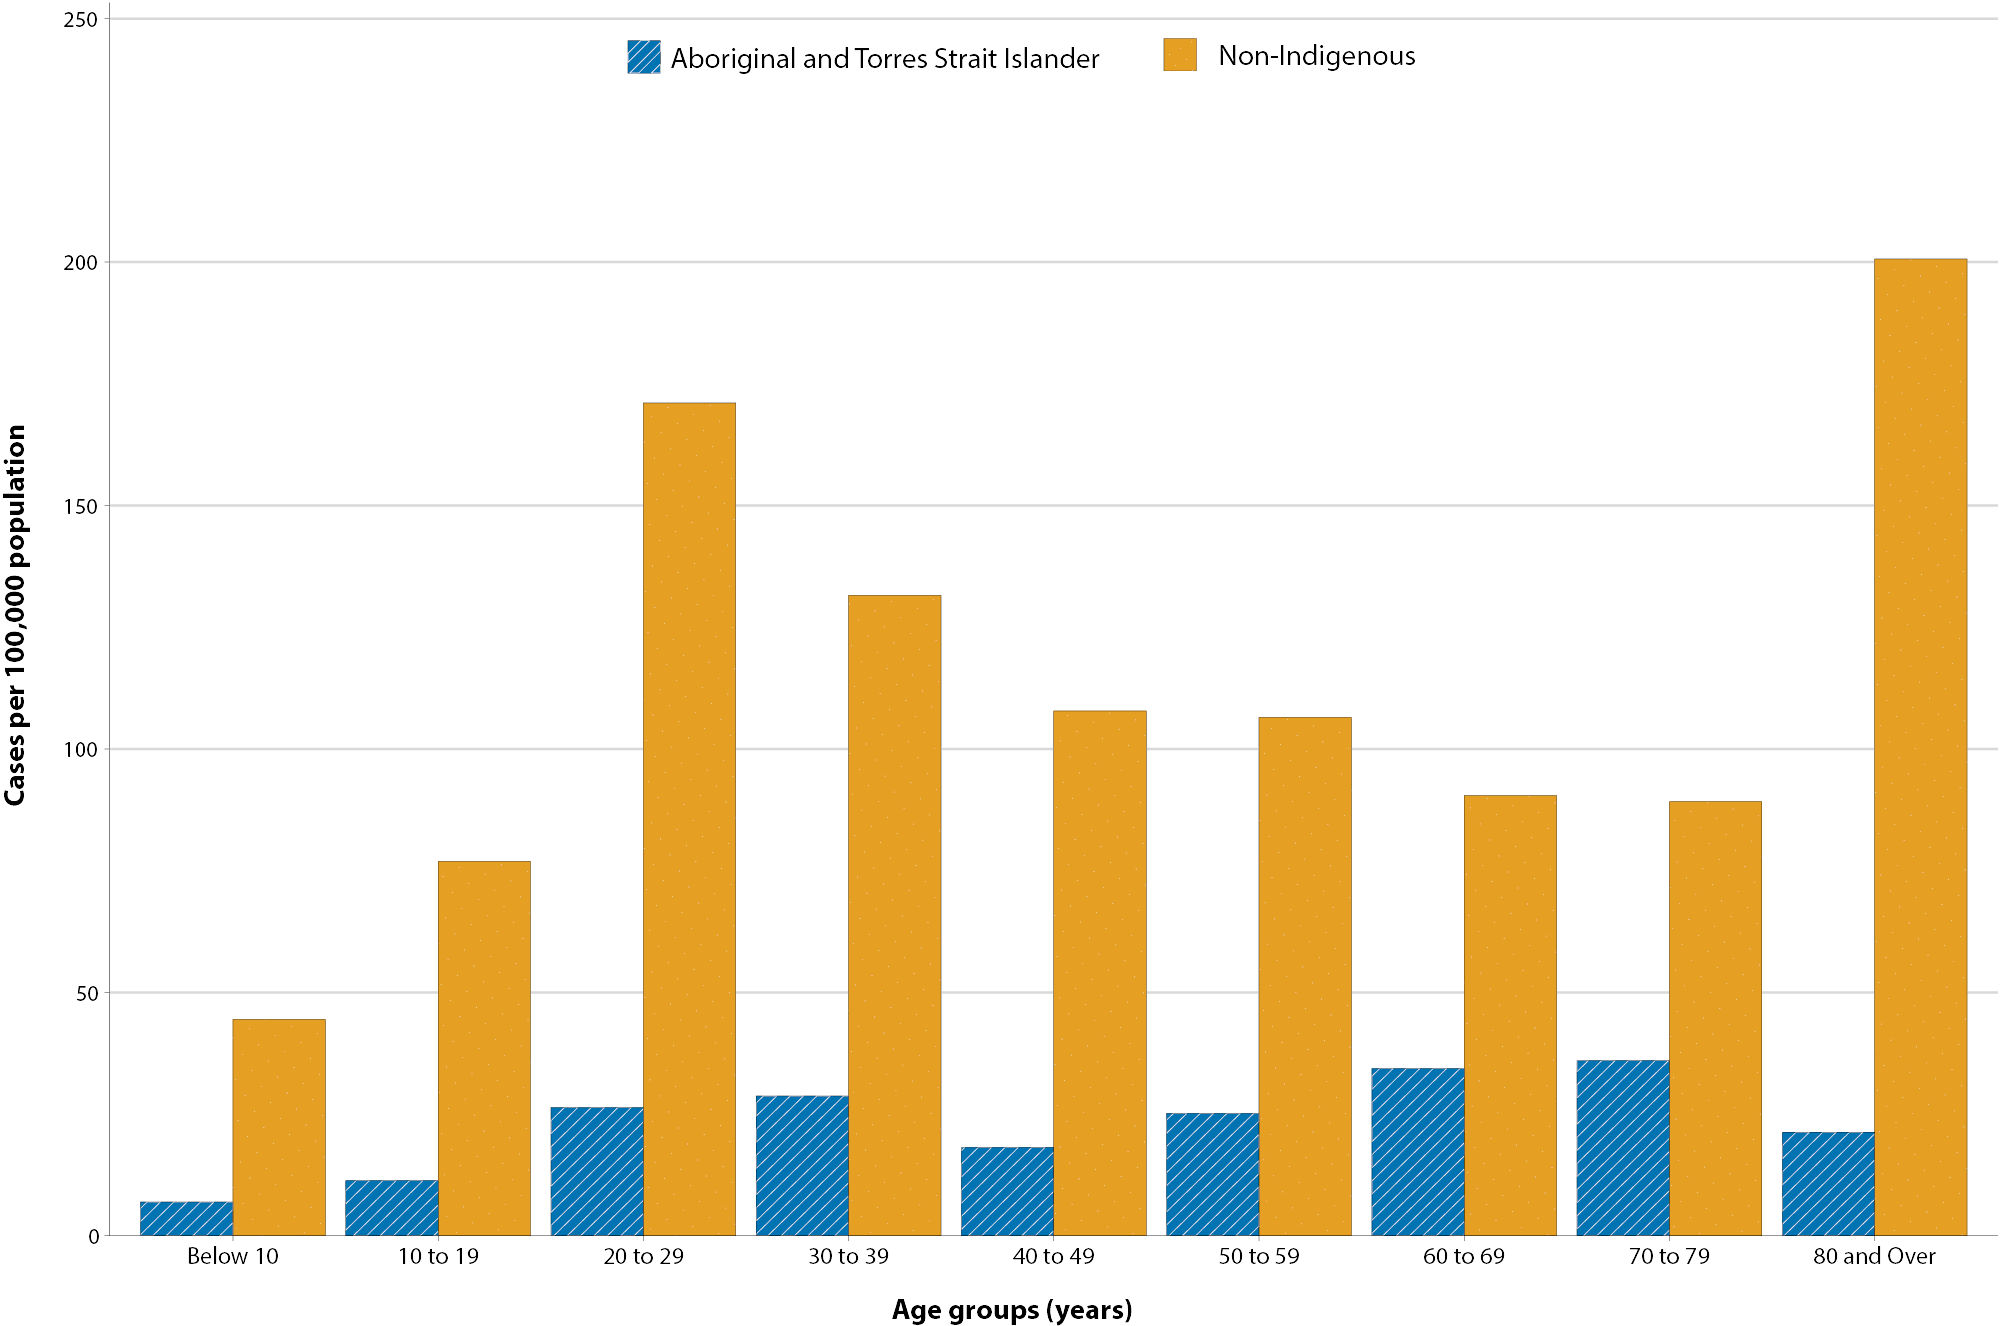 250
Aboriginal and Torres Strait Islander
Non-Indigenous
200
150
100
50
0
Cases per 100,000 population
Below 10
10 to 19
20 to 29
30 to 39
40 to 49
50 to 59
60 to 69
70 to 79
80 and Over
Age groups (years)